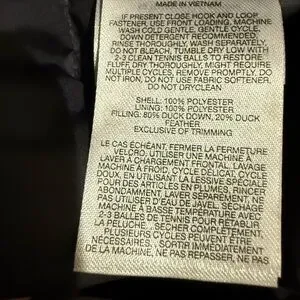 MADE IN VIETNAM
IF PRESENT CLOSE HOOK AND LOOP
FASTENER, USE FRONT LOADING, MACHINE
WASH COLD GENTLE, GENTLE CYCLE,
DOWN DETERGENT RECOMMENDED,
RINSE THOROUGHLY, WASH SEPARATELY,
DO NOT BLEACH, TUMBLE DRY LOW WITH
2-3 CLEAN TENNIS BALLS TO RESTORE
FLUFF, DRY THOROUGHLY, MIGHT REQUIRE
MULTIPLE CYCLES, REMOVE PROMPTLY, DO
NOT IRON, DO NOT USE FABRIC SOFTENER,
DO NOT DRYCLEAN
SHELL: 100% POLYESTER
LINING: 100% POLYESTER
FILLING: 80% DUCK DOWN, 20% DUCK
FEATHER
EXCLUSIVE OF TRIMMING
LE CAS ÉCHÉANT, FERMER LA FERMETURE
VELCRO, UTILISER UNE MACHINE À
LAVER À CHARGEMENT FRONTAL, LAVAGE
MACHINE À FROID, CYCLE DÉLICAT, CYCLE
DOUX, EN UTILISANT LA LESSIVE SPÉCIALE
POUR DES ARTICLES EN PLUMES, RINCER
ABONDAMMENT, LAVER SÉPARÉMENT, NE
PAS UTILISER D'EAU DE JAVEL, SÉCHAGE
MACHINE À BASSE TEMPÉRATURE AVEC
2-3 BALLES DE TENNIS POUR RETABLIR
LA PELUCHE, SÉCHER COMPLÈTEMENT,
PLUSIEURS CYCLES PEUVENT ÊTRE
NÉCESSAIRES, SORTIR IMMÉDIATEMENT
DE LA MACHINE, NE PAS REPASSER, NE PAS